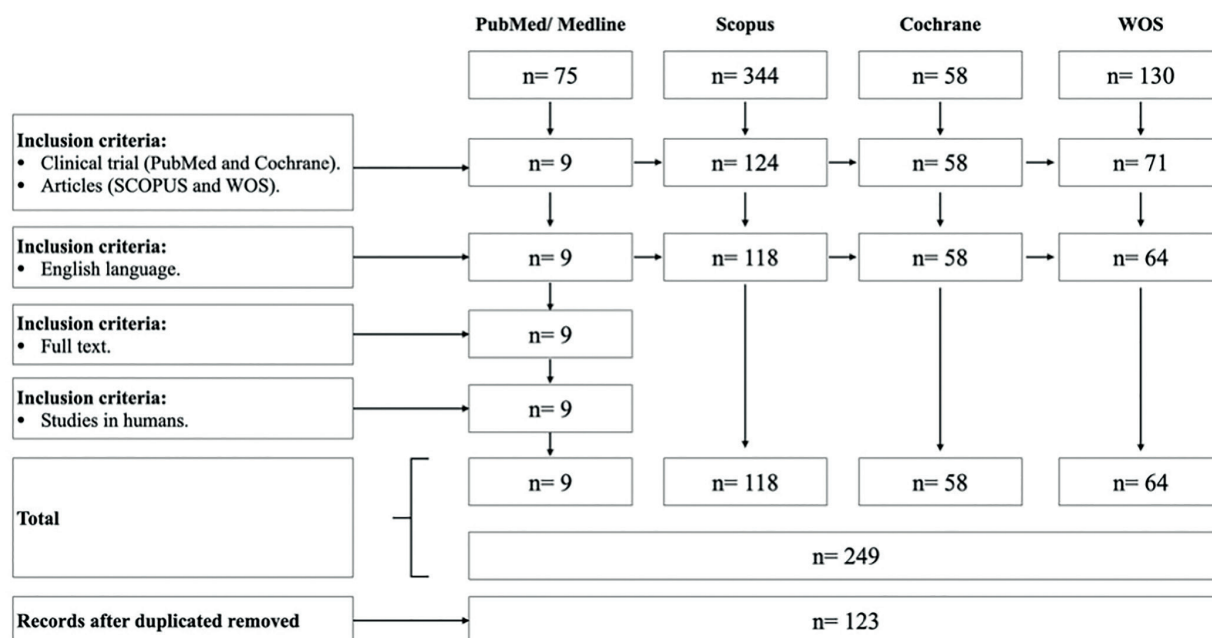 PubMed/ Medline Scopus Cochrane WOS
n= 75 n= 344 n= 58 n= 130
Inclusion criteria:
• Clinical trial (PubMed and Cochrane).
• Articles (SCOPUS and WOS).
n= 9 n= 124 n= 58 n= 71
Inclusion criteria:
• English language.
n= 9 n= 118 n= 58 n= 64
Inclusion criteria:
• Full text.
n= 9
Inclusion criteria:
• Studies in humans.
n= 9
Total
n= 9 n= 118 n= 58 n= 64
n= 249
Records after duplicated removed
n= 123